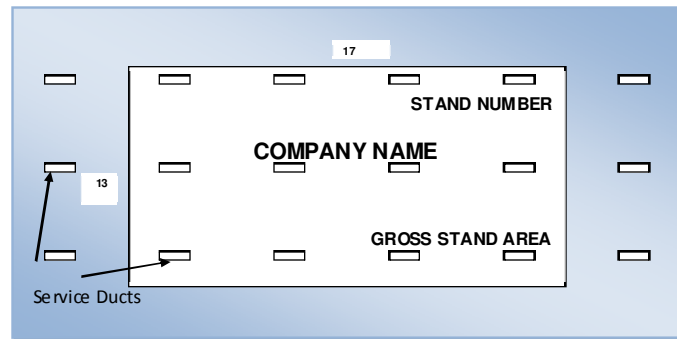 17
STAND NUMBER
COMPANY NAME
13
GROSS STAND AREA
Service Ducts